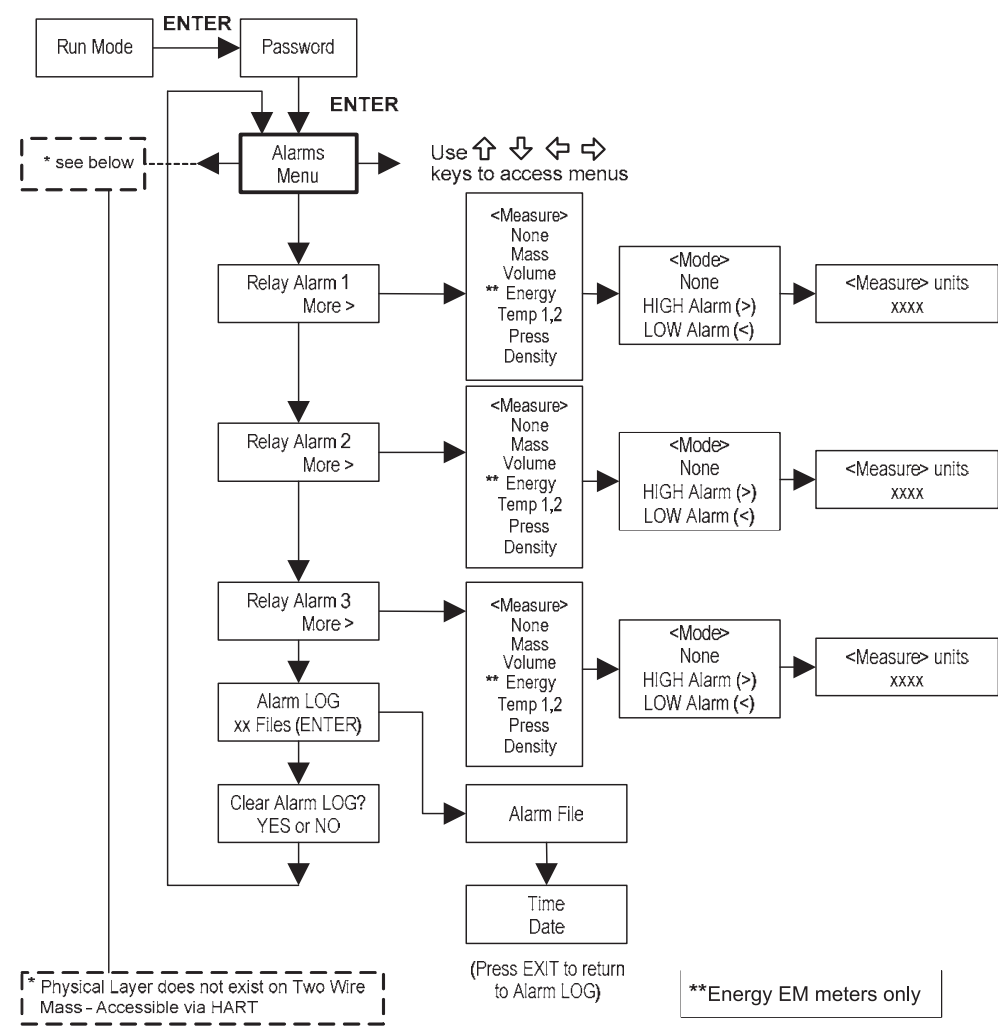 ENTER
Run Mode
Password
ENTER
* see below
Alarms
Menu
Use
keys to access menus
Relay Alarm 1
More >
<Measure>
None
Mass
Volume
** Energy
Temp 1,2
Press
Density
<Mode>
None
HIGH Alarm (>)
LOW Alarm (<)
<Measure> units
xxxx
Relay Alarm 2
More >
<Measure>
None
Mass
Volume
** Energy
Temp 1,2
Press
Density
<Mode>
None
HIGH Alarm (>)
LOW Alarm (<)
<Measure> units
xxxx
Relay Alarm 3
More >
<Measure>
None
Mass
Volume
** Energy
Temp 1,2
Press
Density
<Mode>
None
HIGH Alarm (>)
LOW Alarm (<)
<Measure> units
xxxx
Alarm LOG
xx Files (ENTER)
Clear Alarm LOG?
YES or NO
Alarm File
Time
Date
(Press EXIT to return
to Alarm LOG)
* Physical Layer does not exist on Two Wire
Mass - Accessible via HART
**Energy EM meters only